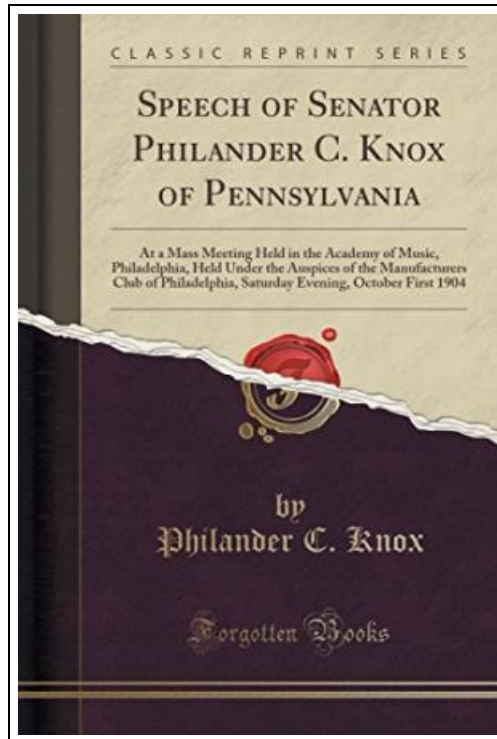 CLASSIC REPRINT SERIES
SPEECH OF SENATOR
PHILANDER C. KNOX
OF PENNSYLVANIA
At a Mass Meeting Held in the Academy of Music,
Philadelphia, Held Under the Auspices of the Manufacturers
Club of Philadelphia, Saturday Evening, October First 1904
F
by
Philander C. Knox
Forgotten Books